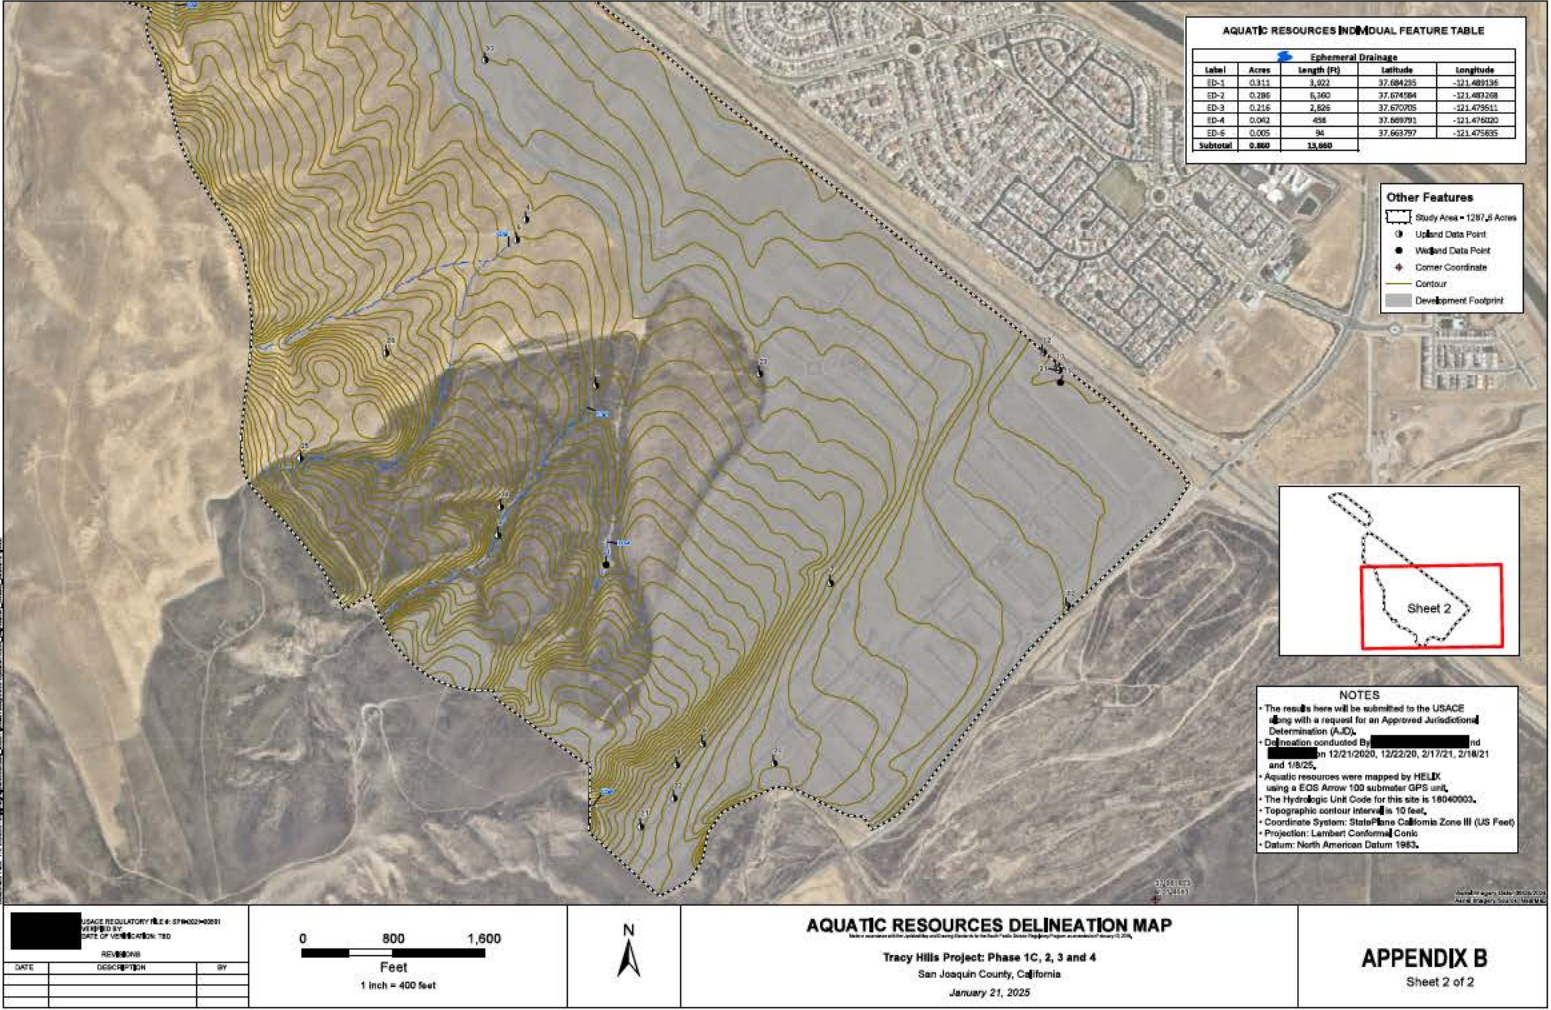 AQUATIC RESOURCES INDIVIDUAL FEATURE TABLE
Ephemeral Drainage
Label Acres Length (Ft) Latitude Longitude
ED-1 0.311 3,922 37.684235 -121.489136
ED-2 0.286 6,360 37.674584 -121.483268
ED-3 0.216 2,826 37.670705 -121.479511
ED-4 0.042 458 37.669791 -121.476020
ED-6 0.005 94 37.663797 -121.475835
Subtotal 0.860 13,660
Other Features
Study Area - 1287.6 Acres
Upland Data Point
Wetland Data Point
Corner Coordinate
Contour
Development Footprint
Sheet 2
NOTES
• The results here will be submitted to the USACE
along with a request for an Approved Jurisdictional
Determination (AJD).
• Delineation conducted By nd
on 12/21/2020, 12/22/20, 2/17/21, 2/18/21
and 1/8/25.
• Aquatic resources were mapped by HELIX
using a EOS Arrow 100 submeter GPS unit.
• The Hydrologic Unit Code for this site is 18040003.
• Topographic contour interval is 10 feet.
• Coordinate System: StatePlane California Zone III (US Feet)
• Projection: Lambert Conformal Conic
• Datum: North American Datum 1983.
USACE REGULATORY FILE #:
VERIFIED BY:
DATE OF VERIFICATION: TBD
REVISIONS
DATE DESCRIPTION BY
0 800 1,600
Feet
1 inch = 400 feet
N
AQUATIC RESOURCES DELINEATION MAP
Tracy Hills Project: Phase 1C, 2, 3 and 4
San Joaquin County, California
January 21, 2025
APPENDIX B
Sheet 2 of 2